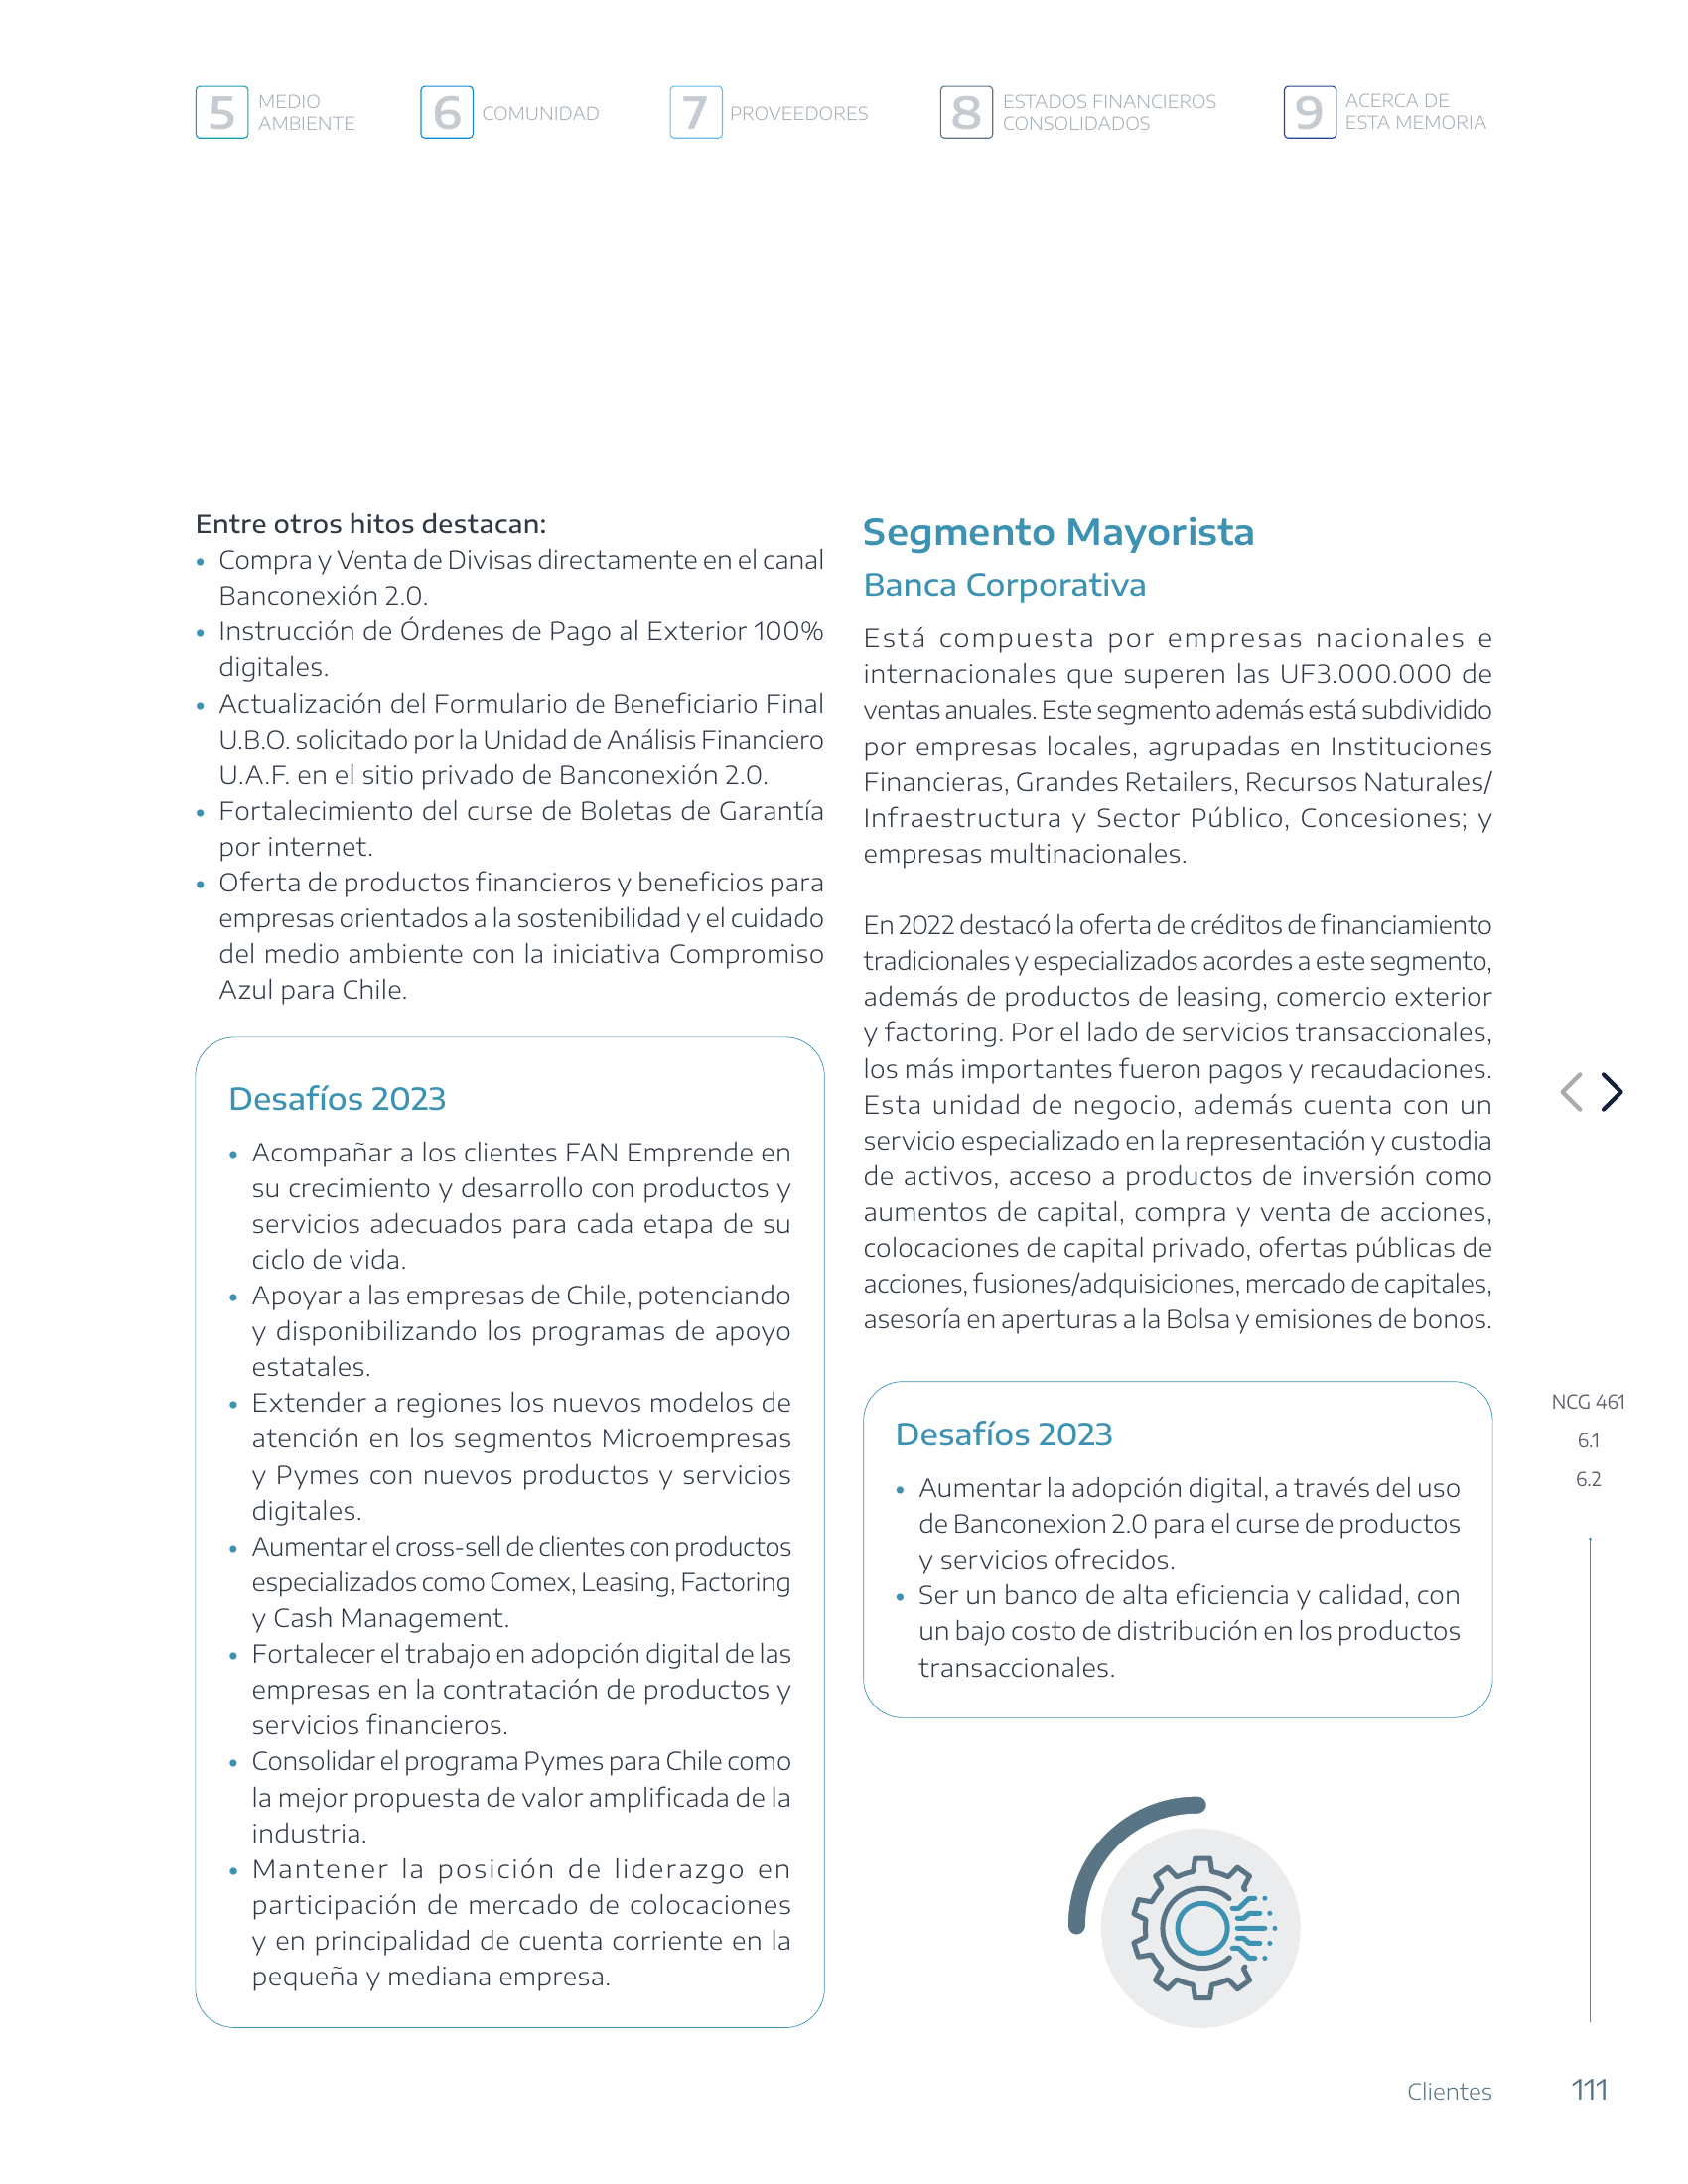 5 MEDIO
AMBIENTE
6 COMUNIDAD
7 PROVEEDORES
8 ESTADOS FINANCIEROS
CONSOLIDADOS
9 ACERCA DE
ESTA MEMORIA
Entre otros hitos destacan:
• Compra y Venta de Divisas directamente en el canal
Banconexión 2.0.
• Instrucción de Órdenes de Pago al Exterior 100%
digitales.
• Actualización del Formulario de Beneficiario Final
U.B.O. solicitado por la Unidad de Análisis Financiero
U.A.F. en el sitio privado de Banconexión 2.0.
• Fortalecimiento del curse de Boletas de Garantía
por internet.
• Oferta de productos financieros y beneficios para
empresas orientados a la sostenibilidad y el cuidado
del medio ambiente con la iniciativa Compromiso
Azul para Chile.
Desafíos 2023
• Acompañar a los clientes FAN Emprende en
su crecimiento y desarrollo con productos y
servicios adecuados para cada etapa de su
ciclo de vida.
• Apoyar a las empresas de Chile, potenciando
y disponibilizando los programas de apoyo
estatales.
• Extender a regiones los nuevos modelos de
atención en los segmentos Microempresas
y Pymes con nuevos productos y servicios
digitales.
• Aumentar el cross-sell de clientes con productos
especializados como Comex, Leasing, Factoring
y Cash Management.
• Fortalecer el trabajo en adopción digital de las
empresas en la contratación de productos y
servicios financieros.
• Consolidar el programa Pymes para Chile como
la mejor propuesta de valor amplificada de la
industria.
• Mantener la posición de liderazgo en
participación de mercado de colocaciones
y en principalidad de cuenta corriente en la
pequeña y mediana empresa.
Segmento Mayorista
Banca Corporativa
Está compuesta por empresas nacionales e
internacionales que superen las UF3.000.000 de
ventas anuales. Este segmento además está subdividido
por empresas locales, agrupadas en Instituciones
Financieras, Grandes Retailers, Recursos Naturales/
Infraestructura y Sector Público, Concesiones; y
empresas multinacionales.
En 2022 destacó la oferta de créditos de financiamiento
tradicionales y especializados acordes a este segmento,
además de productos de leasing, comercio exterior
y factoring. Por el lado de servicios transaccionales,
los más importantes fueron pagos y recaudaciones.
Esta unidad de negocio, además cuenta con un
servicio especializado en la representación y custodia
de activos, acceso a productos de inversión como
aumentos de capital, compra y venta de acciones,
colocaciones de capital privado, ofertas públicas de
acciones, fusiones/adquisiciones, mercado de capitales,
asesoría en aperturas a la Bolsa y emisiones de bonos.
Desafíos 2023
• Aumentar la adopción digital, a través del uso
de Banconexion 2.0 para el curse de productos
y servicios ofrecidos.
• Ser un banco de alta eficiencia y calidad, con
un bajo costo de distribución en los productos
transaccionales.
NCG 461
6.1
6.2
Clientes 111